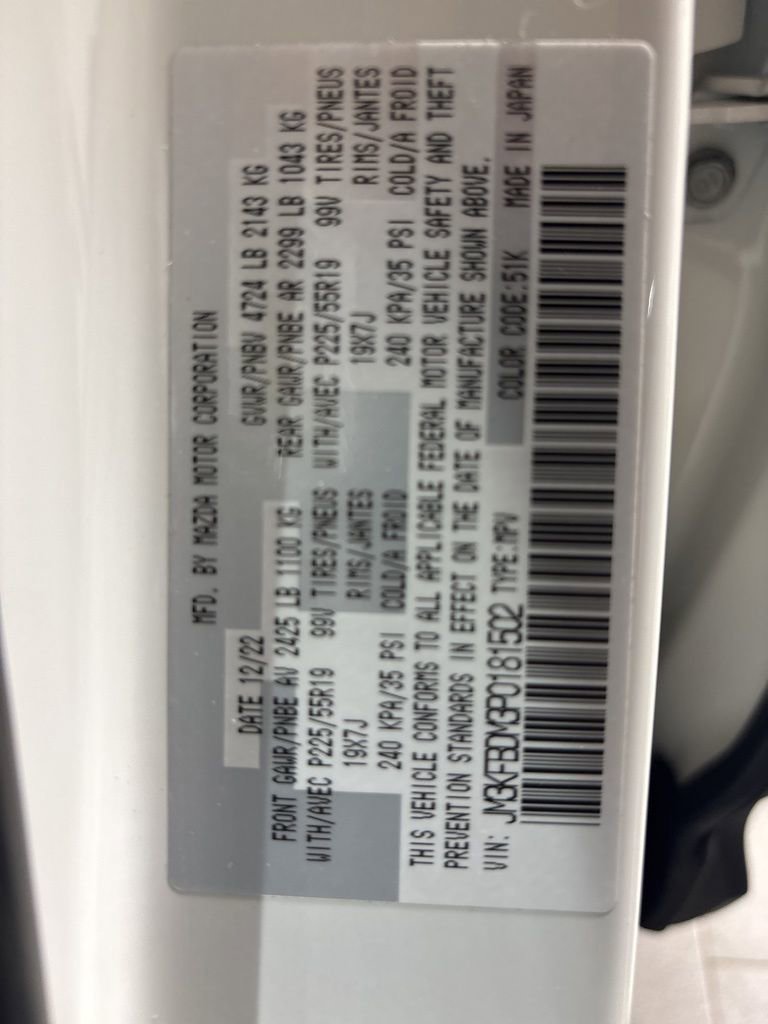 MFD. BY MAZDA MOTOR CORPORATION
DATE 12/22 GVWR/PNBV 4724 LB 2143 KG
FRONT GAWR/PNBE AV 2425 LB 1100 KG REAR GAWR/PNBE AR 2299 LB 1043 KG
WITH/AVEC P225/55R19 99V TIRES/PNEUS WITH/AVEC P225/55R19 99V TIRES/PNEUS
19X7J RIMS/JANTES 19X7J RIMS/JANTES
240 KPA/35 PSI COLD/A FROID 240 KPA/35 PSI COLD/A FROID
THIS VEHICLE CONFORMS TO ALL APPLICABLE FEDERAL MOTOR VEHICLE SAFETY AND THEFT
PREVENTION STANDARDS IN EFFECT ON THE DATE OF MANUFACTURE SHOWN ABOVE.
VIN: JM3KFBDM3P0181502 TYPE:MPV COLOR CODE:51K MADE IN JAPAN